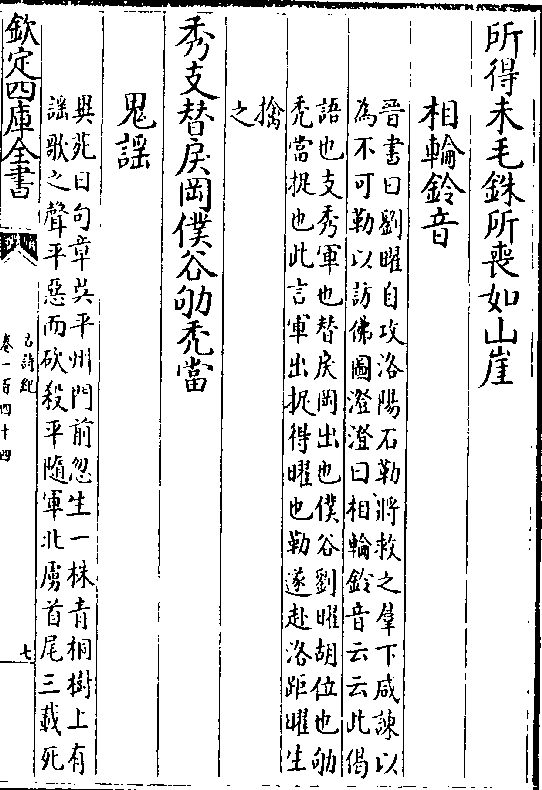 所得未毛銖所喪如山崖
相輪鈴音
晉書曰劉曜自攻洛陽石勒將救之羣下咸諫以
為不可勒以訪佛圖澄澄曰相輪鈴音云云此偈
語也支秀軍也替戾岡出也僕谷劉曜胡位也劬
禿當捉也此言軍出捉得曜也勒遂赴洛距曜生
擒
之
秀支替戾岡僕谷劬禿當
鬼謠
異苑曰句章吳平州門前忽生一株青桐樹上有
謠歌之聲平惡而砍殺平隨軍北虜首尾三載死
欽定四庫全書
古詩紀
卷一百四十四
七